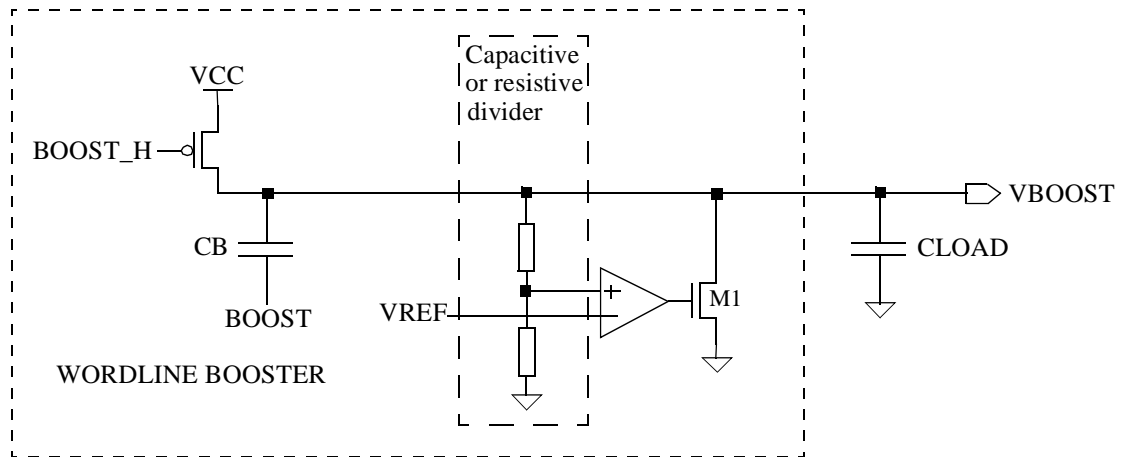 Capacitive
or resistive
divider
VCC
BOOST_H
VBOOST
CB
CLOAD
+
M1
VREF
BOOST
WORDLINE BOOSTER